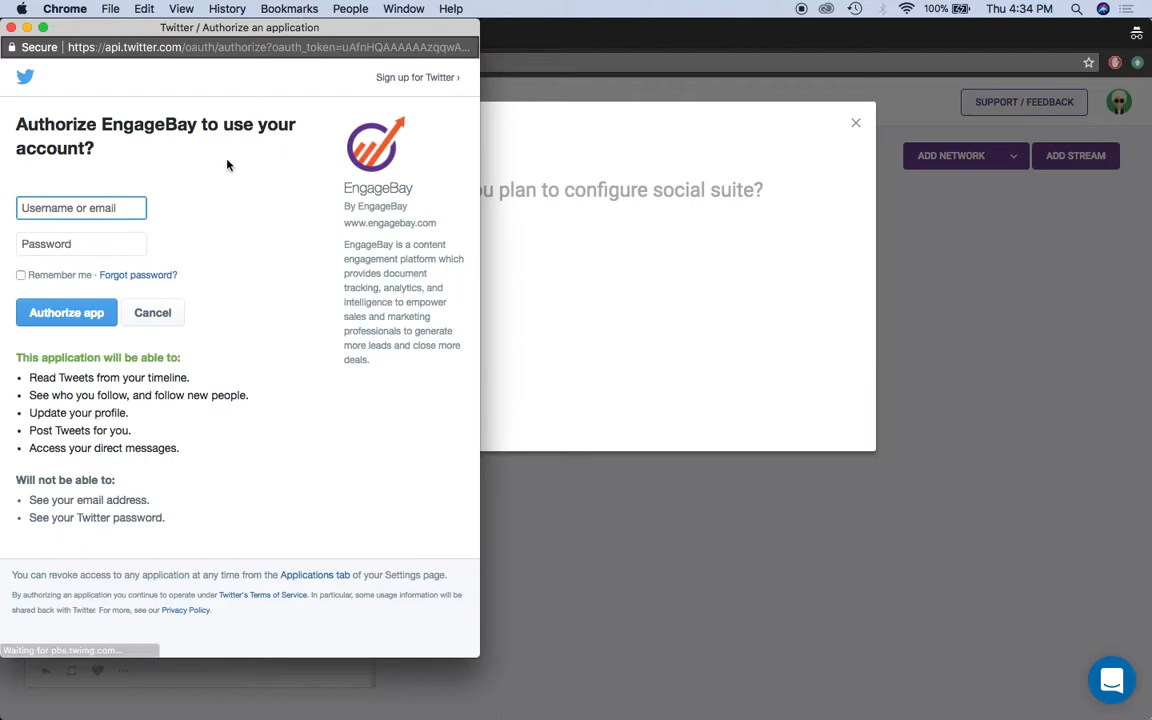 Chrome File Edit View History Bookmarks People Window Help 100% Thu 4:34 PM
Twitter / Authorize an application
Secure | https://api.twitter.com/oauth/authorize?oauth_token=uAfnHQAAAAAAzqqwA...
Sign up for Twitter ›
SUPPORT / FEEDBACK
Authorize EngageBay to use your
account?
ADD NETWORK
ADD STREAM
u plan to configure social suite?
EngageBay
By EngageBay
www.engagebay.com
EngageBay is a content
engagement platform which
provides document
tracking, analytics, and
intelligence to empower
sales and marketing
professionals to generate
more leads and close more
deals.
Username or email
Password
Remember me · Forgot password?
Authorize app
Cancel
This application will be able to:
• Read Tweets from your timeline.
• See who you follow, and follow new people.
• Update your profile.
• Post Tweets for you.
• Access your direct messages.
Will not be able to:
• See your email address.
• See your Twitter password.
You can revoke access to any application at any time from the Applications tab of your Settings page.
By authorizing an application you continue to operate under Twitter's Terms of Service. In particular, some usage information will be
shared back with Twitter. For more, see our Privacy Policy.
Waiting for pbs.twimg.com...